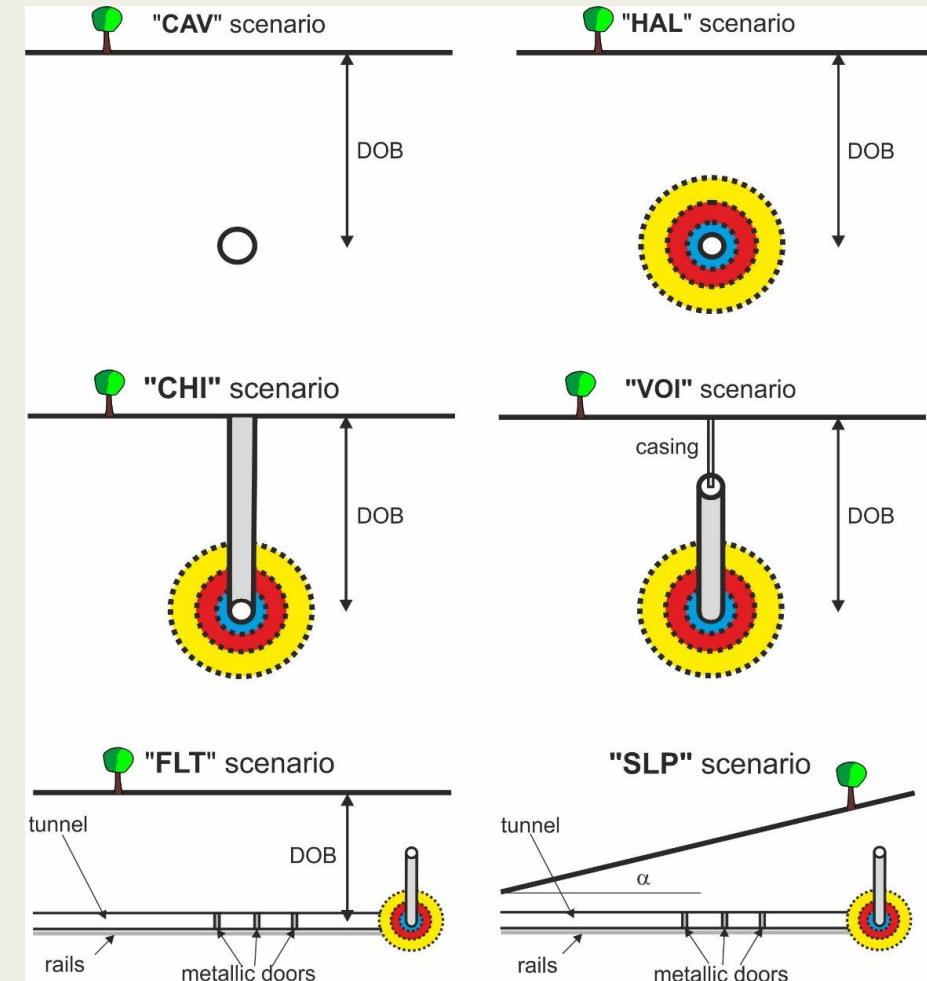 "CAV" scenario
DOB
"HAL" scenario
DOB
"CHI" scenario
DOB
"VOI" scenario
casing
DOB
"FLT" scenario
tunnel
DOB
rails
metallic doors
"SLP" scenario
tunnel
α
rails
metallic doors